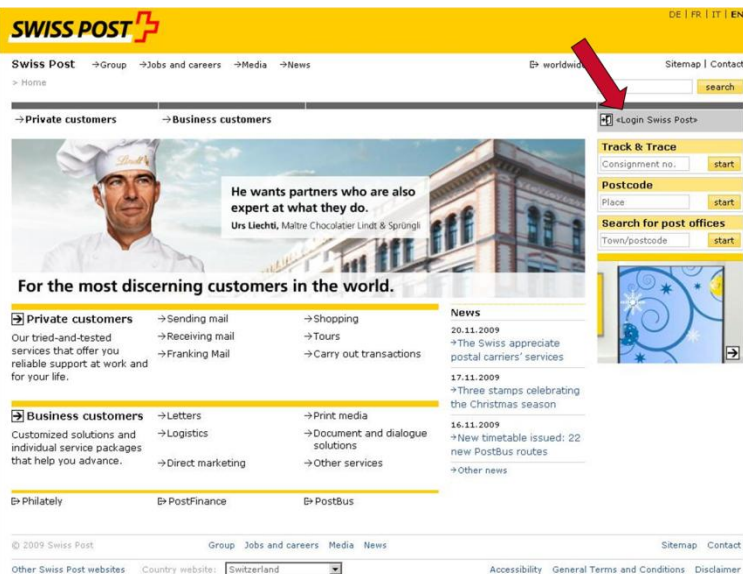 DE | FR | IT | EN
SWISS POST
Swiss Post →Group →Jobs and careers →Media →News
worldwide
Sitemap | Contact
> Home
search
→Private customers →Business customers
<Login Swiss Post>
Track & Trace
Consignment no. start
Postcode
Place start
Search for post offices
Town/postcode start
Lindt
He wants partners who are also
expert at what they do.
Urs Liechti, Maître Chocolatier Lindt & Sprüngli
For the most discerning customers in the world.
Private customers
Our tried-and-tested
services that offer you
reliable support at work and
for your life.
→Sending mail
→Receiving mail
→Franking Mail
→Shopping
→Tours
→Carry out transactions
Business customers
Customized solutions and
individual service packages
that help you advance.
→Letters
→Logistics
→Direct marketing
→Print media
→Document and dialogue
solutions
→Other services
News
20.11.2009
→The Swiss appreciate
postal carriers' services
17.11.2009
→Three stamps celebrating
the Christmas season
16.11.2009
→New timetable issued: 22
new PostBus routes
→Other news
Philately
PostFinance
PostBus
© 2009 Swiss Post
Group Jobs and careers Media News
Sitemap Contact
Other Swiss Post websites Country website: Switzerland
Accessibility General Terms and Conditions Disclaimer